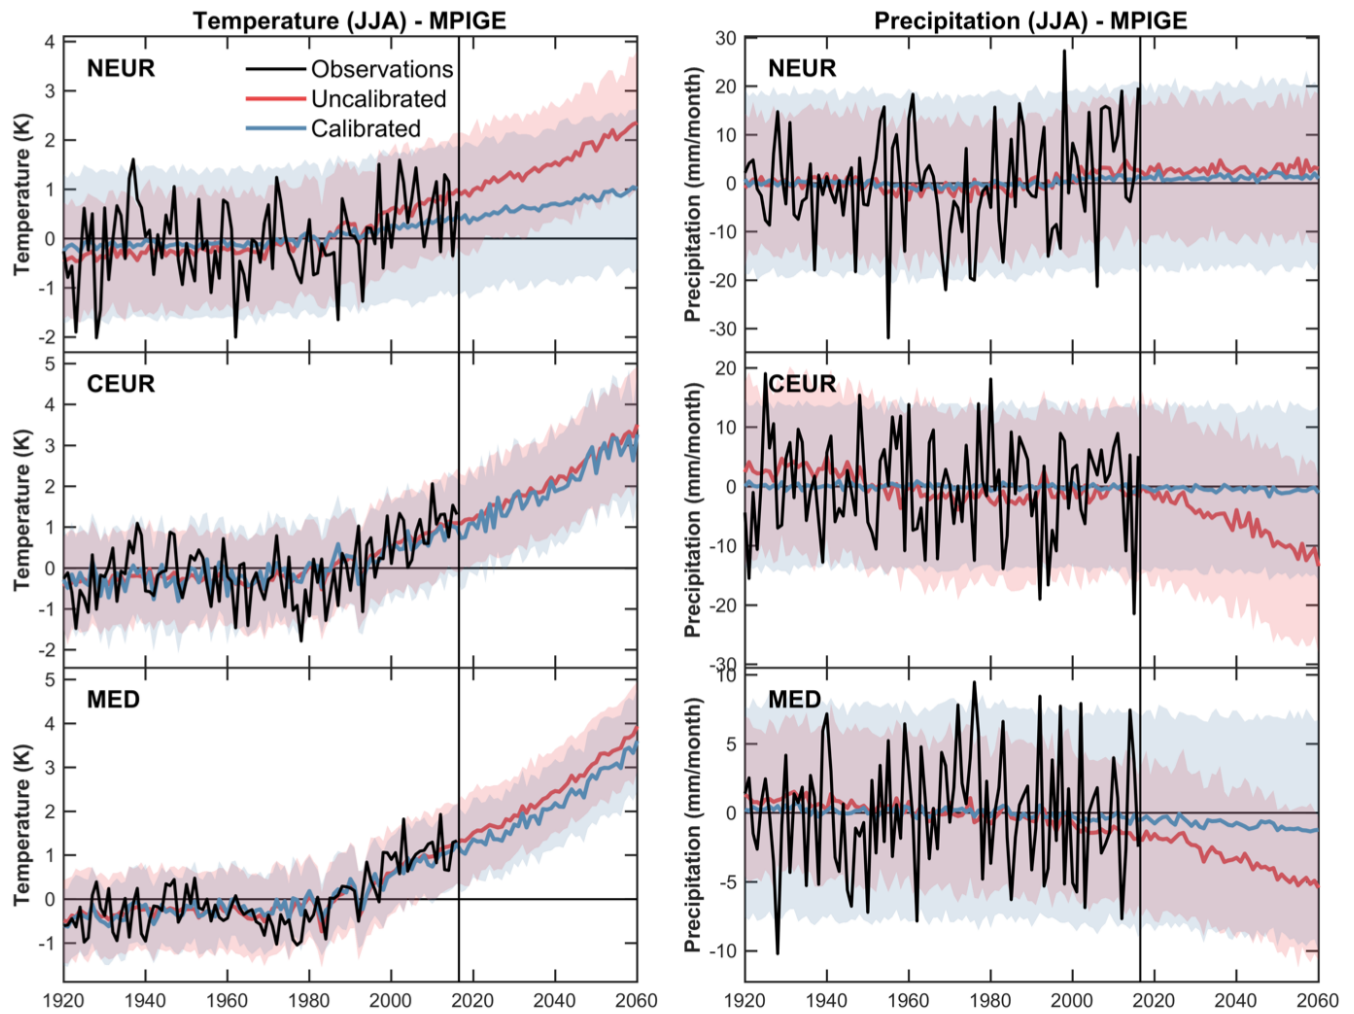 Temperature (JJA) - MPIGE
4
3
2
1
0
-1
-2
Temperature (K)
NEUR
Observations
Uncalibrated
Calibrated
5
4
3
2
1
0
-1
-2
Temperature (K)
CEUR
5
4
3
2
1
0
-1
Temperature (K)
MED
1920 1940 1960 1980 2000 2020 2040 2060
Precipitation (JJA) - MPIGE
30
20
10
0
-10
-20
-30
Precipitation (mm/month)
NEUR
20
10
0
-10
-20
-30
Precipitation (mm/month)
CEUR
10
5
0
-5
-10
Precipitation (mm/month)
MED
1920 1940 1960 1980 2000 2020 2040 2060